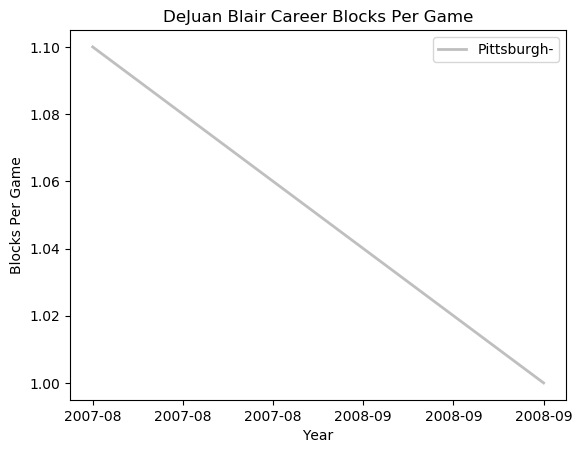 DeJuan Blair Career Blocks Per Game
Pittsburgh-
1.10
1.08
1.06
1.04
1.02
1.00
Blocks Per Game
2007-08 2007-08 2007-08 2008-09 2008-09 2008-09
Year